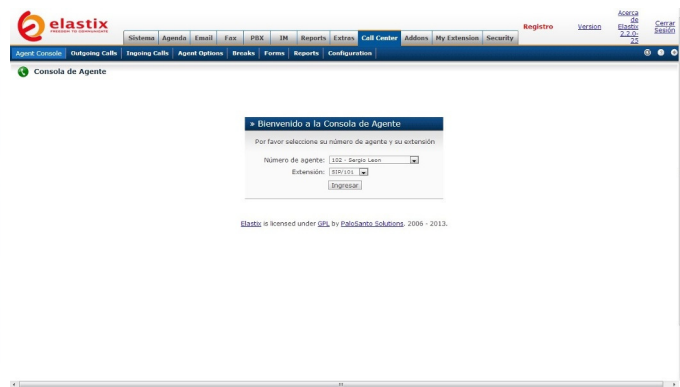 elastix
FREEDOM TO COMMUNICATE
Sistema Agenda Email Fax PBX IM Reports Extras Call Center Addons My Extension Security
Registro
Version
Acerca
de
Elastix
2.2.0-
25
Cerrar
Sesión
Agent Console Outgoing Calls Ingoing Calls Agent Options Breaks Forms Reports Configuration
Consola de Agente
» Bienvenido a la Consola de Agente
Por favor seleccione su número de agente y su extensión
Número de agente: 102 - Sergio Leon
Extensión: SIP/101
Ingresar
Elastix is licensed under GPL by PaloSanto Solutions. 2006 - 2013.